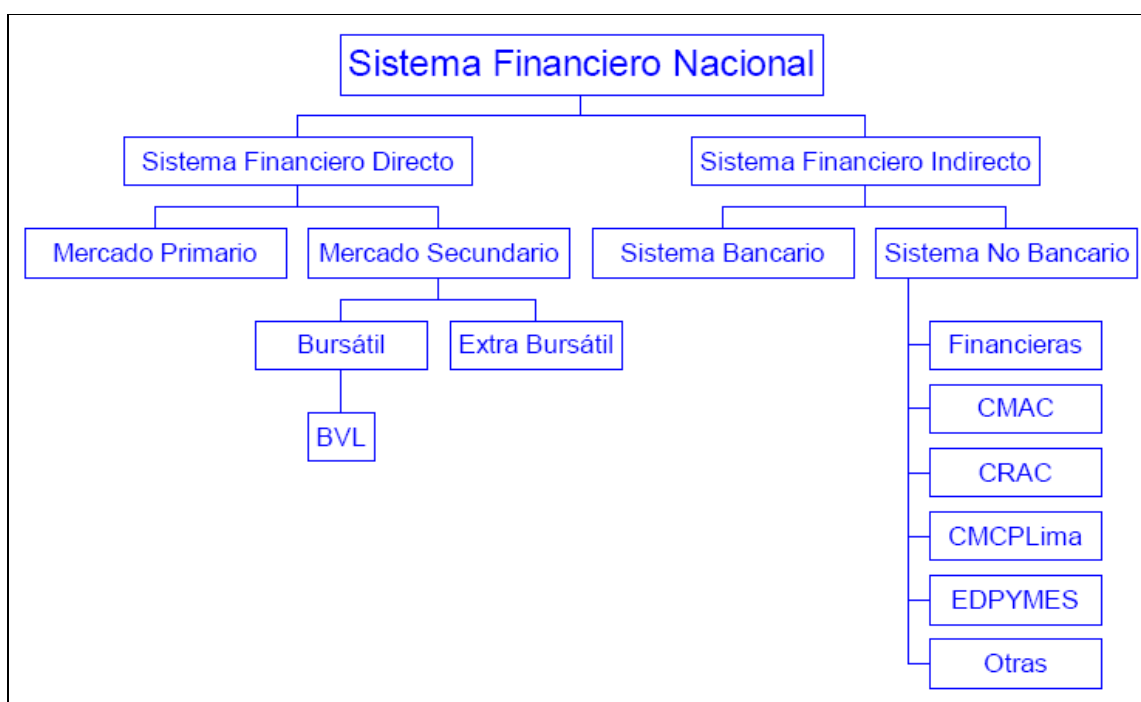 Sistema Financiero Nacional
Sistema Financiero Directo
Sistema Financiero Indirecto
Mercado Primario
Mercado Secundario
Sistema Bancario
Sistema No Bancario
Bursátil
Extra Bursátil
Financieras
CMAC
BVL
CRAC
CMCPLima
EDPYMES
Otras